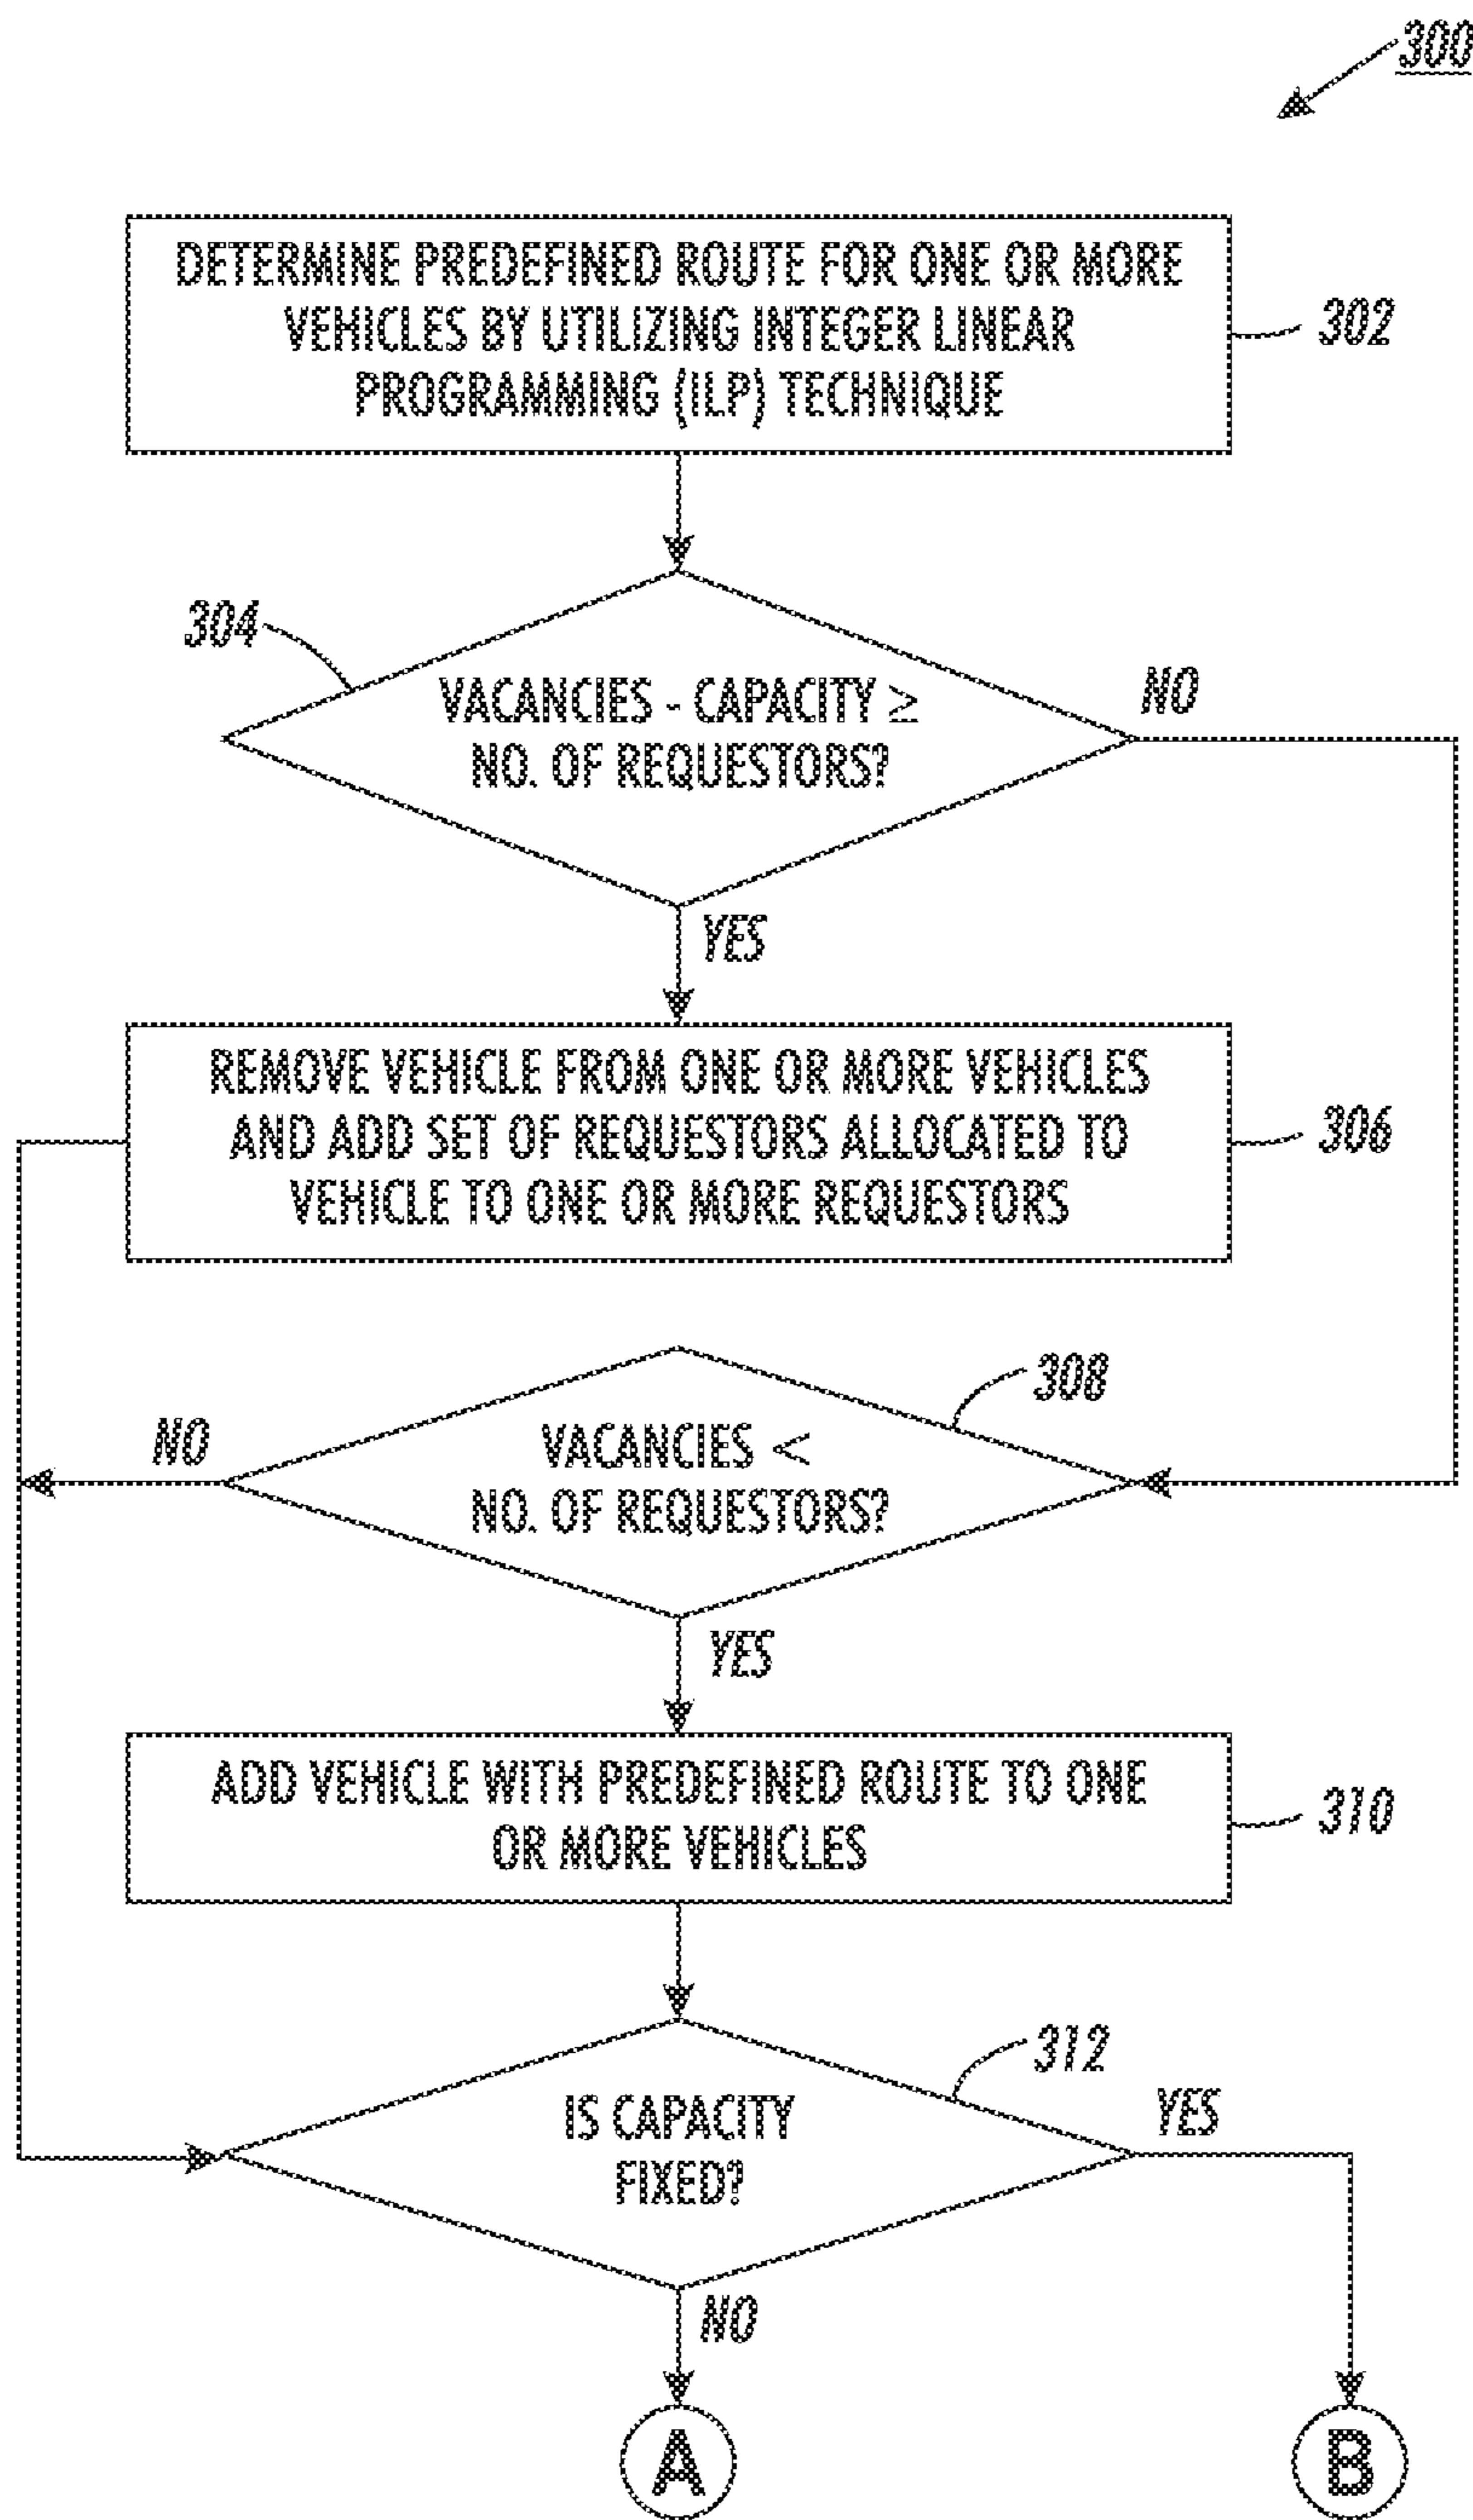 300
DETERMINE PREDEFINED ROUTE FOR ONE OR MORE
VEHICLES BY UTILIZING INTEGER LINEAR
PROGRAMMING (ILP) TECHNIQUE
302
304
VACANCIES - CAPACITY ≥
NO. OF REQUESTORS?
NO
YES
REMOVE VEHICLE FROM ONE OR MORE VEHICLES
AND ADD SET OF REQUESTORS ALLOCATED TO
VEHICLE TO ONE OR MORE REQUESTORS
306
308
VACANCIES <
NO. OF REQUESTORS?
NO
YES
ADD VEHICLE WITH PREDEFINED ROUTE TO ONE
OR MORE VEHICLES
310
312
IS CAPACITY
FIXED?
YES
NO
A
B